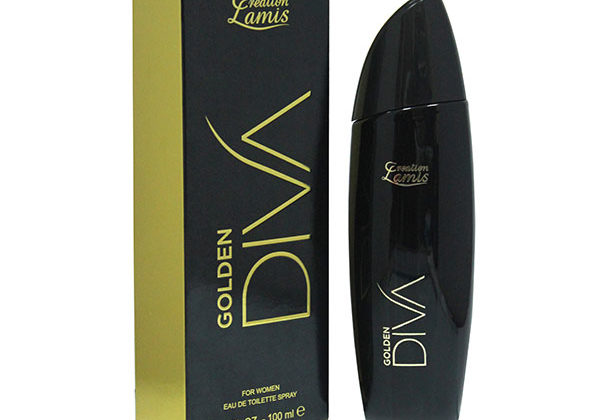 Creation
Lamis
GOLDEN
DIVA
FOR WOMEN
EAU DE TOILETTE SPRAY
100 ml e
Creation
Lamis
GOLDEN
DIVA